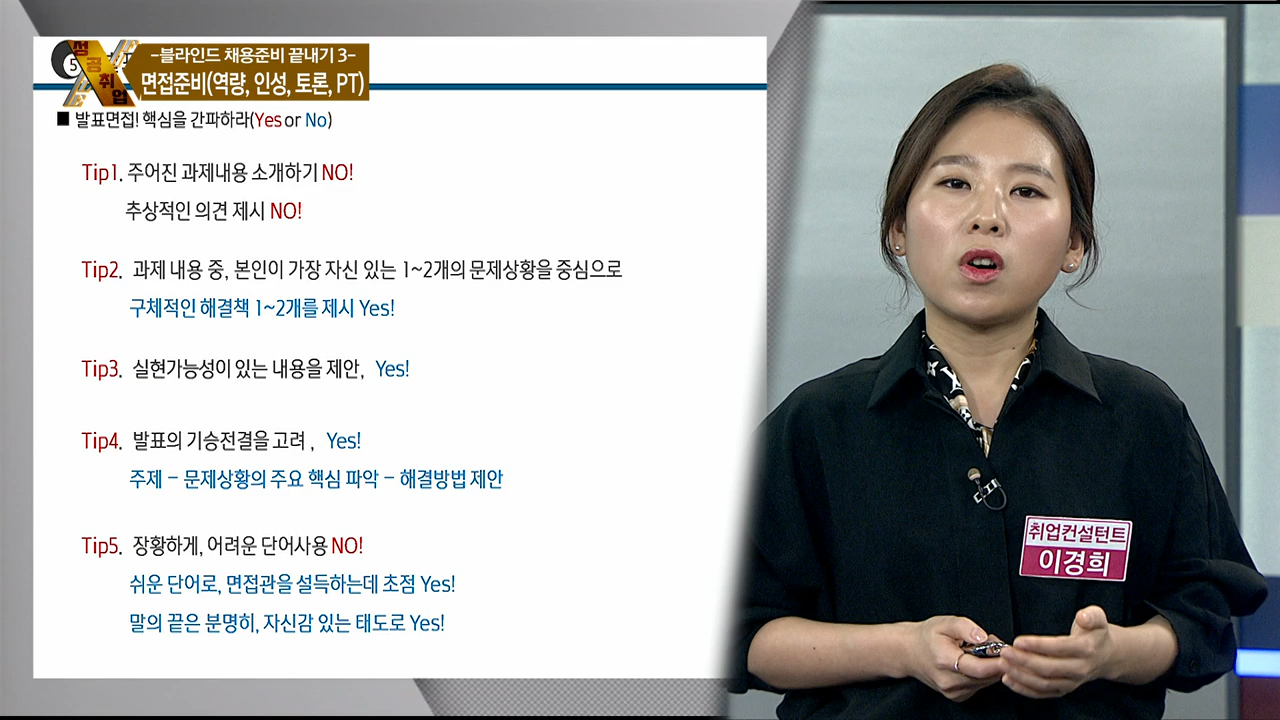 성공취업
-블라인드 채용준비 끝내기 3-
면접준비(역량, 인성, 토론, PT)
■ 발표면접! 핵심을 간파하라(Yes or No)
Tip1. 주어진 과제내용 소개하기 NO!
추상적인 의견 제시 NO!
Tip2. 과제 내용 중, 본인이 가장 자신 있는 1~2개의 문제상황을 중심으로
구체적인 해결책 1~2개를 제시 Yes!
Tip3. 실현가능성이 있는 내용을 제안, Yes!
Tip4. 발표의 기승전결을 고려 , Yes!
주제 - 문제상황의 주요 핵심 파악 - 해결방법 제안
Tip5. 장황하게, 어려운 단어사용 NO!
쉬운 단어로, 면접관을 설득하는데 초점 Yes!
말의 끝은 분명히, 자신감 있는 태도로 Yes!
취업컨설턴트
이경희